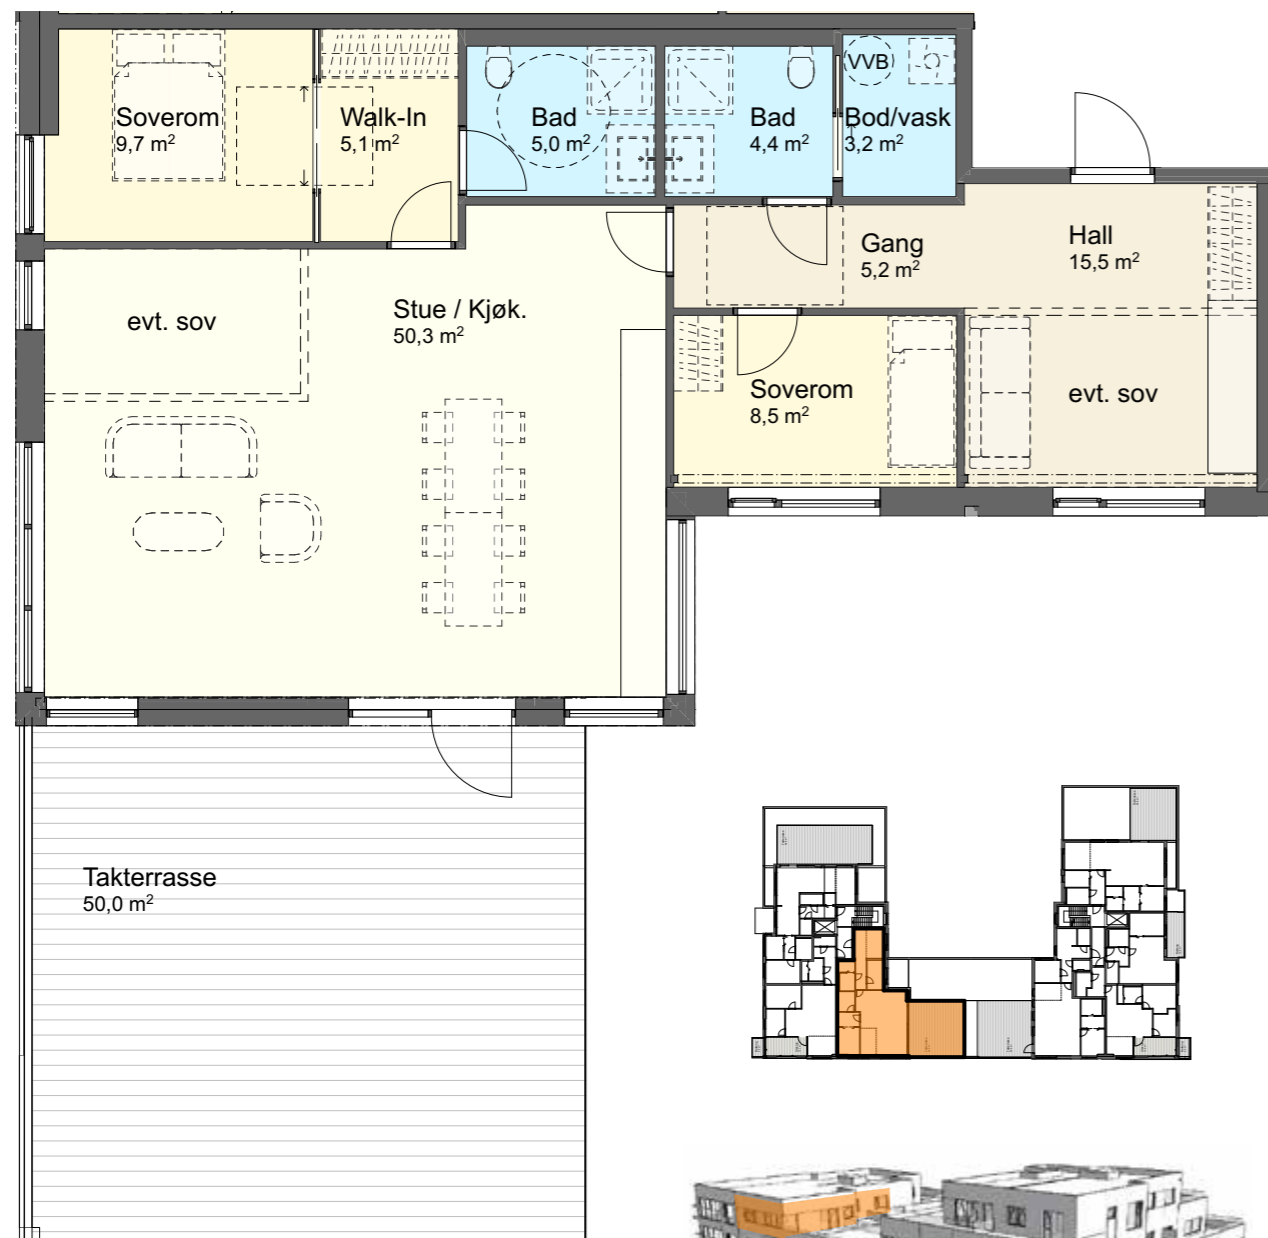 Soverom
9,7 m²
Walk-In
5,1 m²
Bad
5,0 m²
Bad
4,4 m²
VVB
Bod/vask
3,2 m²
Gang
5,2 m²
Hall
15,5 m²
evt. sov
Stue / Kjøk.
50,3 m²
Soverom
8,5 m²
evt. sov
Takterrasse
50,0 m²